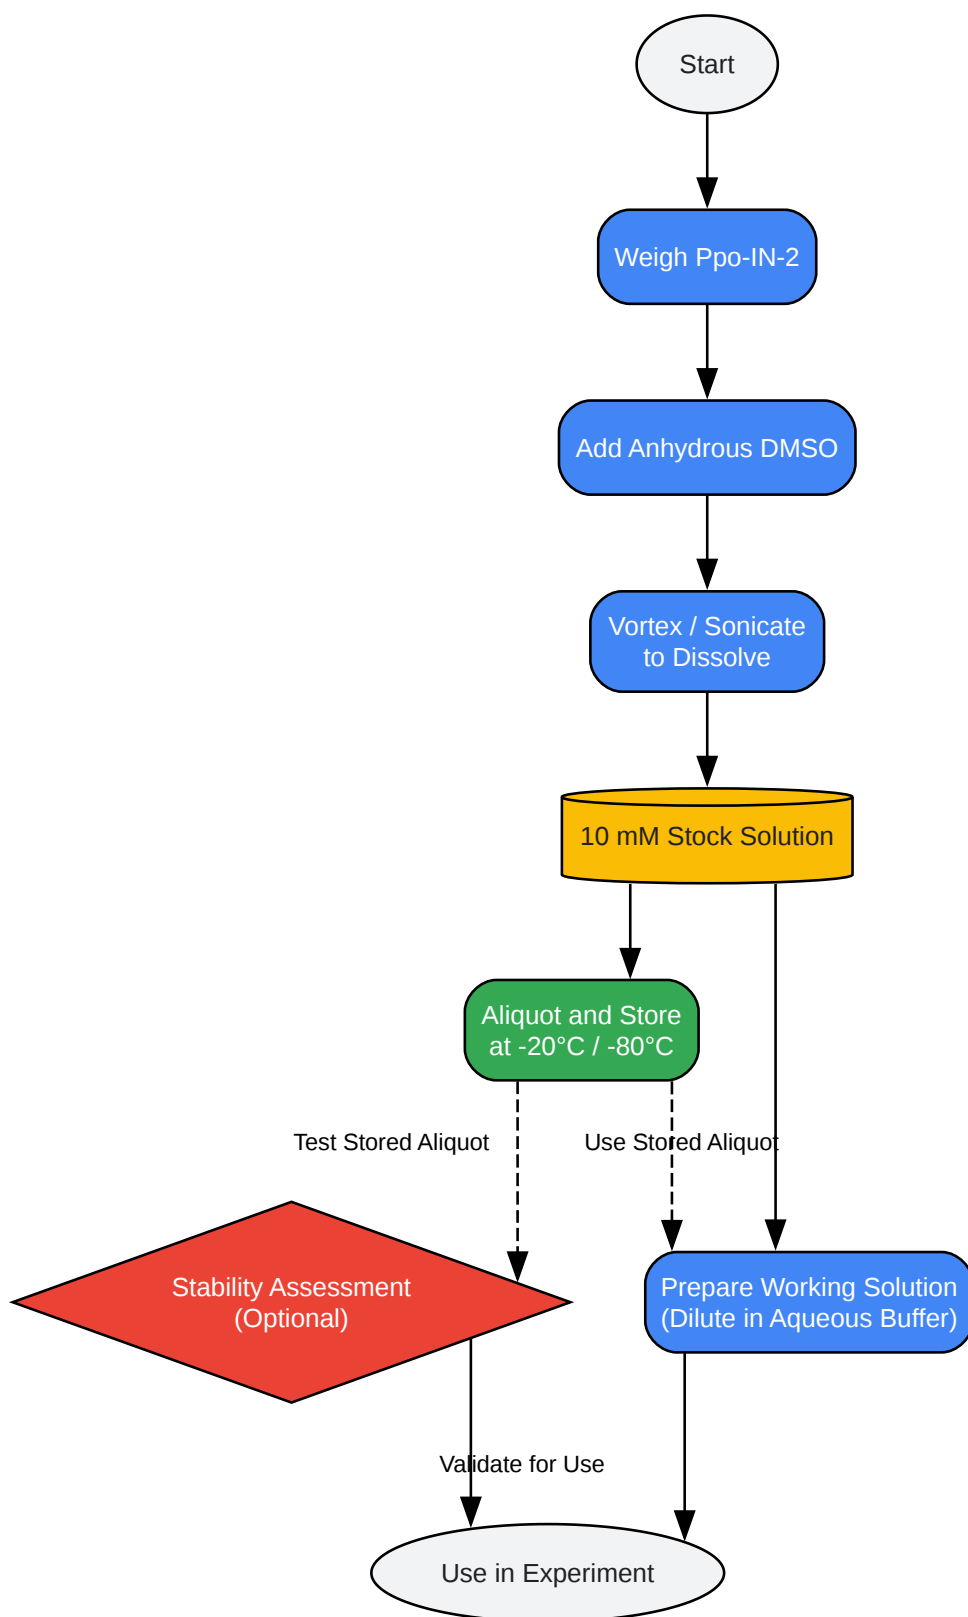 Start
Weigh Ppo-IN-2
Add Anhydrous DMSO
Vortex / Sonicate
to Dissolve
10 mM Stock Solution
Aliquot and Store
at -20°C / -80°C
Test Stored Aliquot
Use Stored Aliquot
Stability Assessment
(Optional)
Prepare Working Solution
(Dilute in Aqueous Buffer)
Validate for Use
Use in Experiment